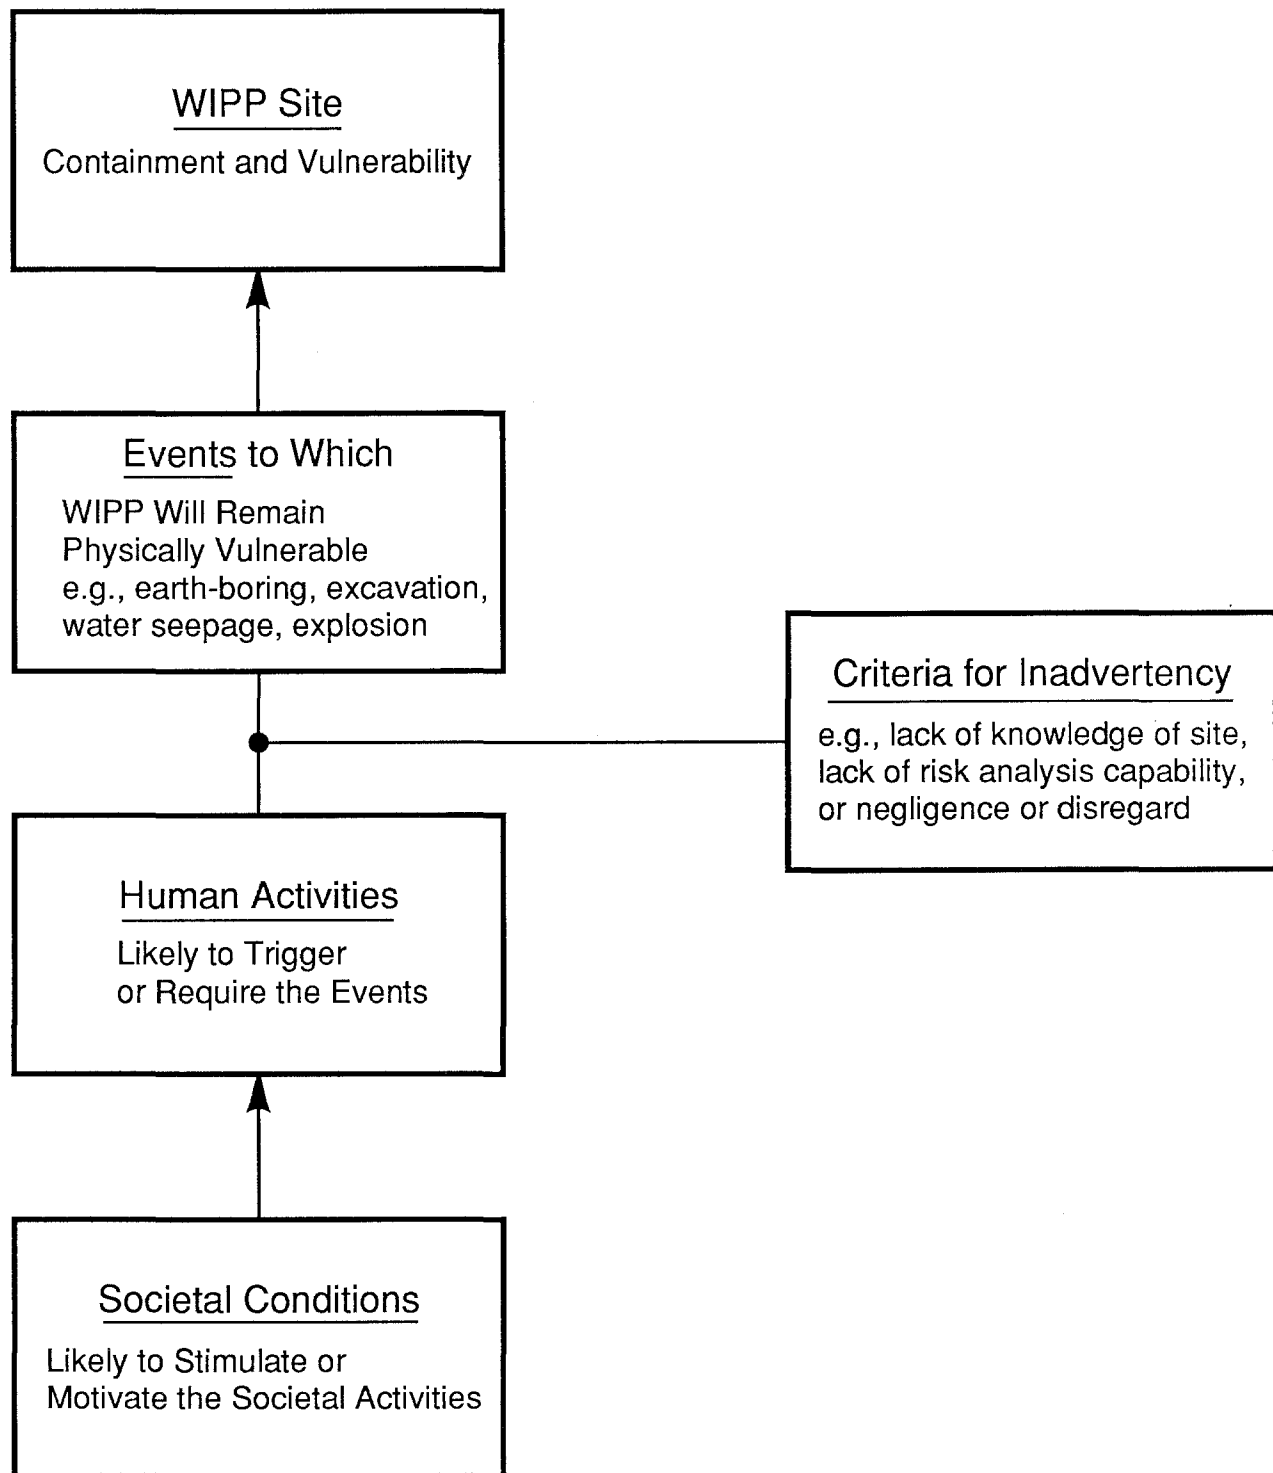 WIPP Site
Containment and Vulnerability
Events to Which
WIPP Will Remain
Physically Vulnerable
e.g., earth-boring, excavation,
water seepage, explosion
Criteria for Inadvertency
e.g., lack of knowledge of site,
lack of risk analysis capability,
or negligence or disregard
Human Activities
Likely to Trigger
or Require the Events
Societal Conditions
Likely to Stimulate or
Motivate the Societal Activities